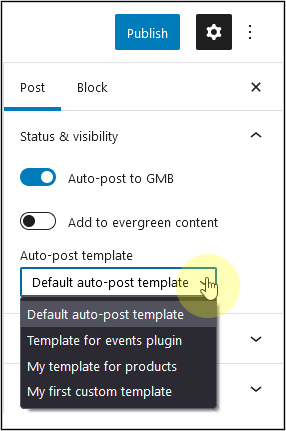 Publish
Post Block
Status & visibility
Auto-post to GMB
Add to evergreen content
Auto-post template
Default auto-post template
Default auto-post template
Template for events plugin
My template for products
My first custom template